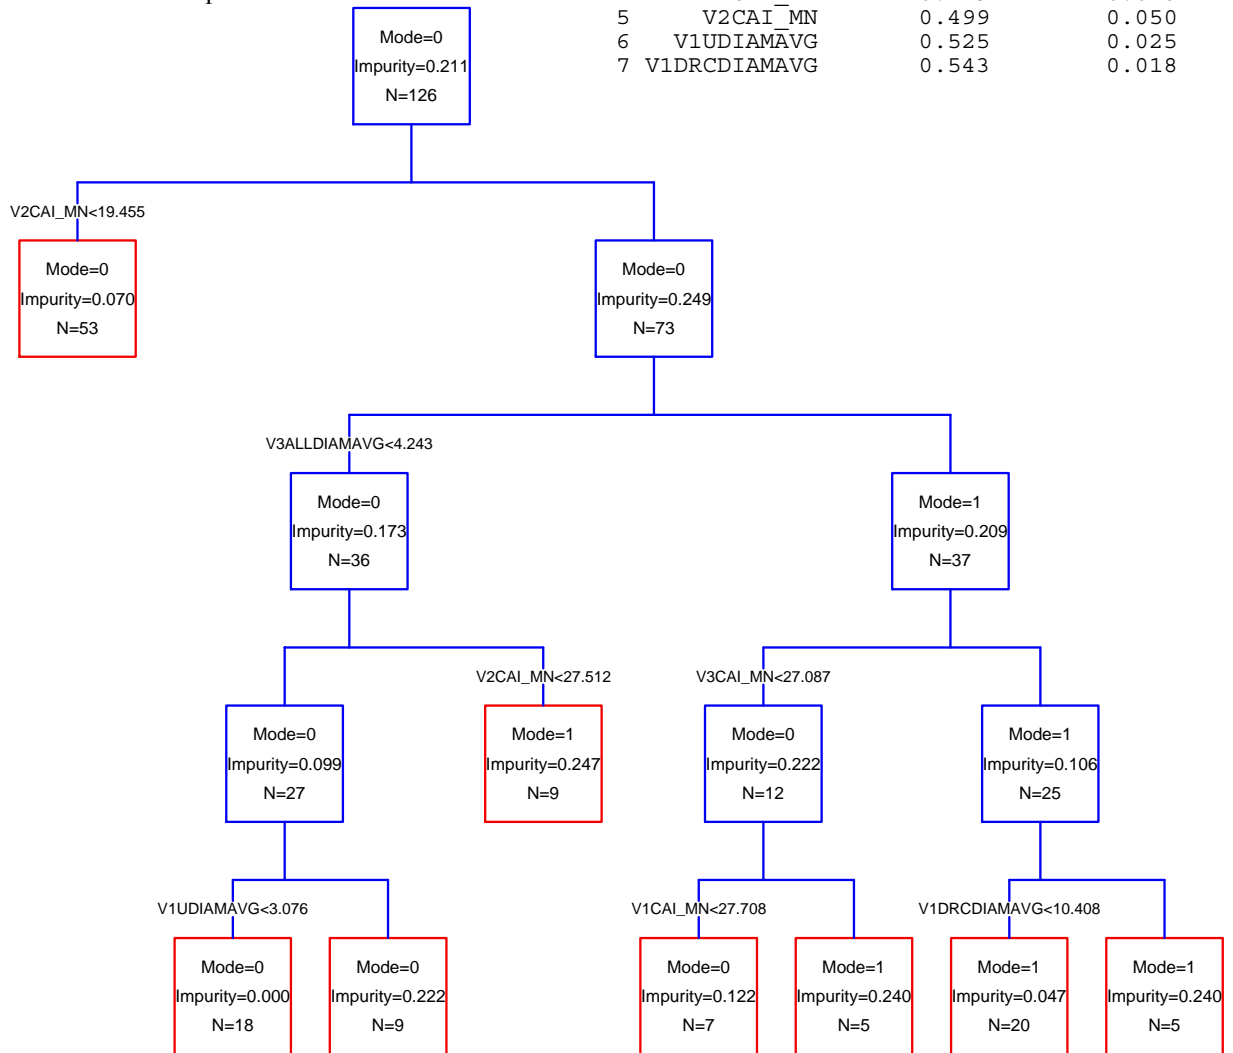 5 V2CAI_MN 0.499 0.050
6 V1UDIAMAVG 0.525 0.025
7 V1DRCDIAMAVG 0.543 0.018
Mode=0
Impurity=0.211
N=126
V2CAI_MN<19.455
Mode=0
Impurity=0.070
N=53
Mode=0
Impurity=0.249
N=73
V3ALLDIAMAVG<4.243
Mode=0
Impurity=0.173
N=36
Mode=1
Impurity=0.209
N=37
V2CAI_MN<27.512
V3CAI_MN<27.087
Mode=0
Impurity=0.099
N=27
Mode=1
Impurity=0.247
N=9
Mode=0
Impurity=0.222
N=12
Mode=1
Impurity=0.106
N=25
V1UDIAMAVG<3.076
V1CAI_MN<27.708
V1DRCDIAMAVG<10.408
Mode=0
Impurity=0.000
N=18
Mode=0
Impurity=0.222
N=9
Mode=0
Impurity=0.122
N=7
Mode=1
Impurity=0.240
N=5
Mode=1
Impurity=0.047
N=20
Mode=1
Impurity=0.240
N=5